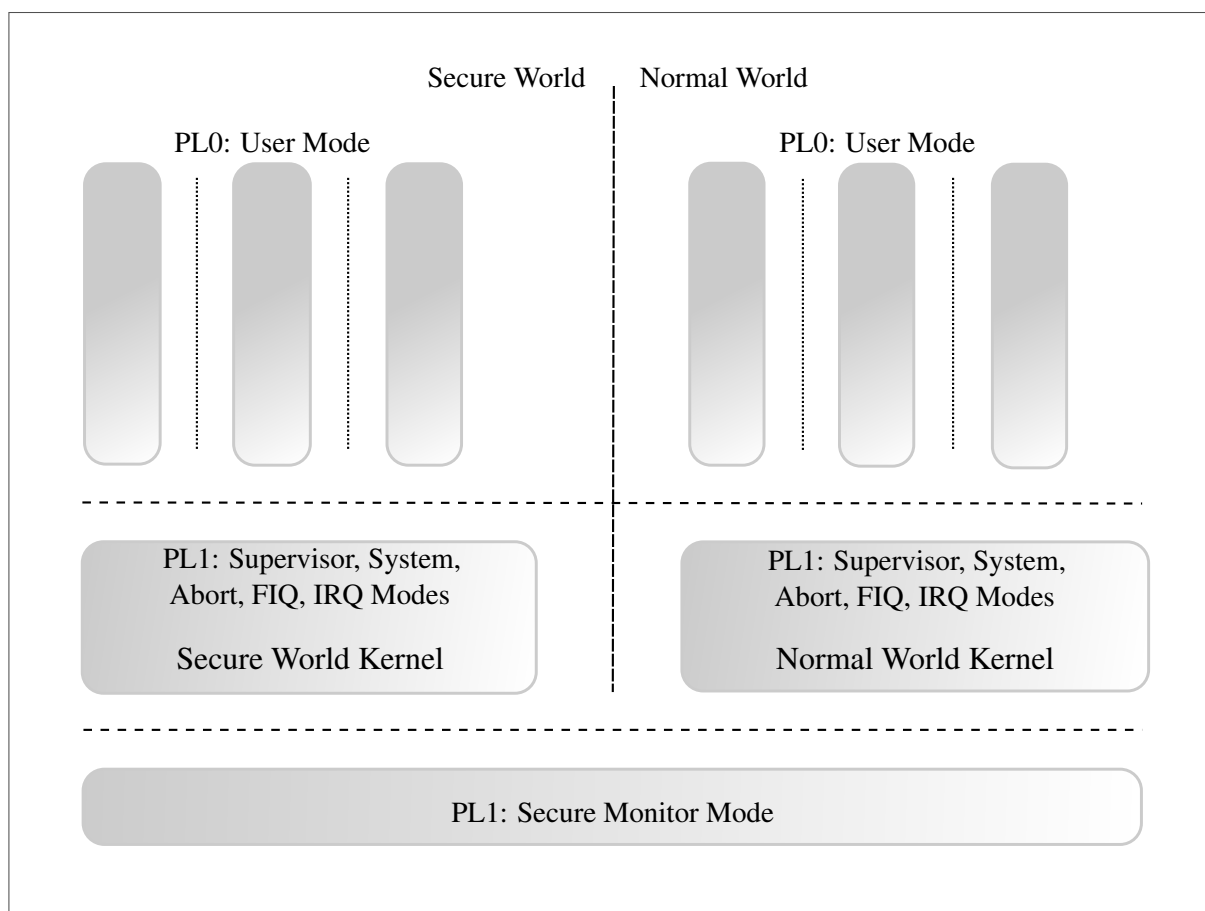 Secure World
Normal World
PL0: User Mode
PL0: User Mode
PL1: Supervisor, System,
Abort, FIQ, IRQ Modes
Secure World Kernel
PL1: Supervisor, System,
Abort, FIQ, IRQ Modes
Normal World Kernel
PL1: Secure Monitor Mode